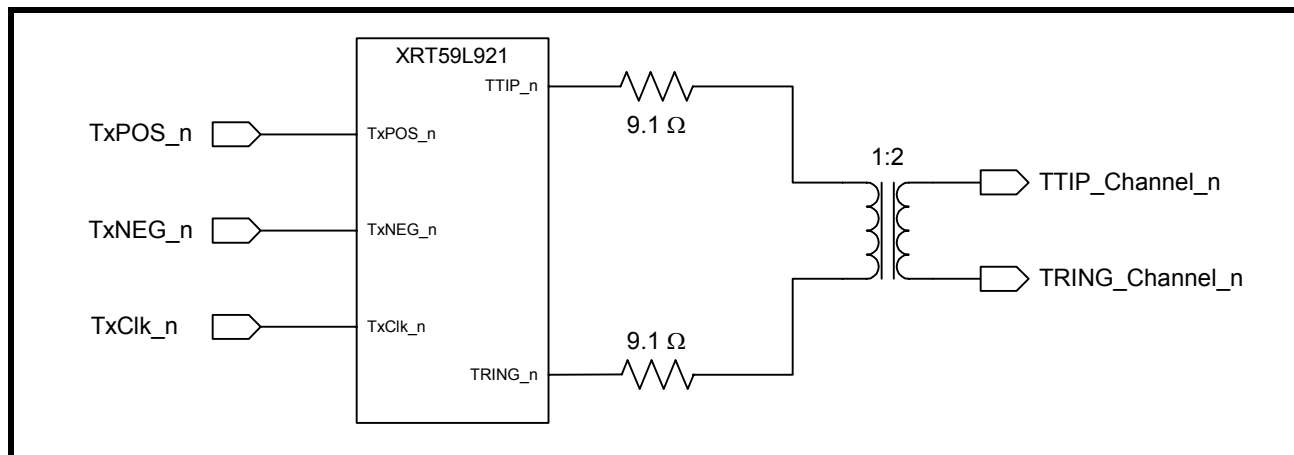 XRT59L921
TTIP_n
9.1 Ω
TxPOS_n
TxPOS_n
1:2
TTIP_Channel_n
TxNEG_n
TxNEG_n
TRING_Channel_n
TxClk_n
TxClk_n
9.1 Ω
TRING_n